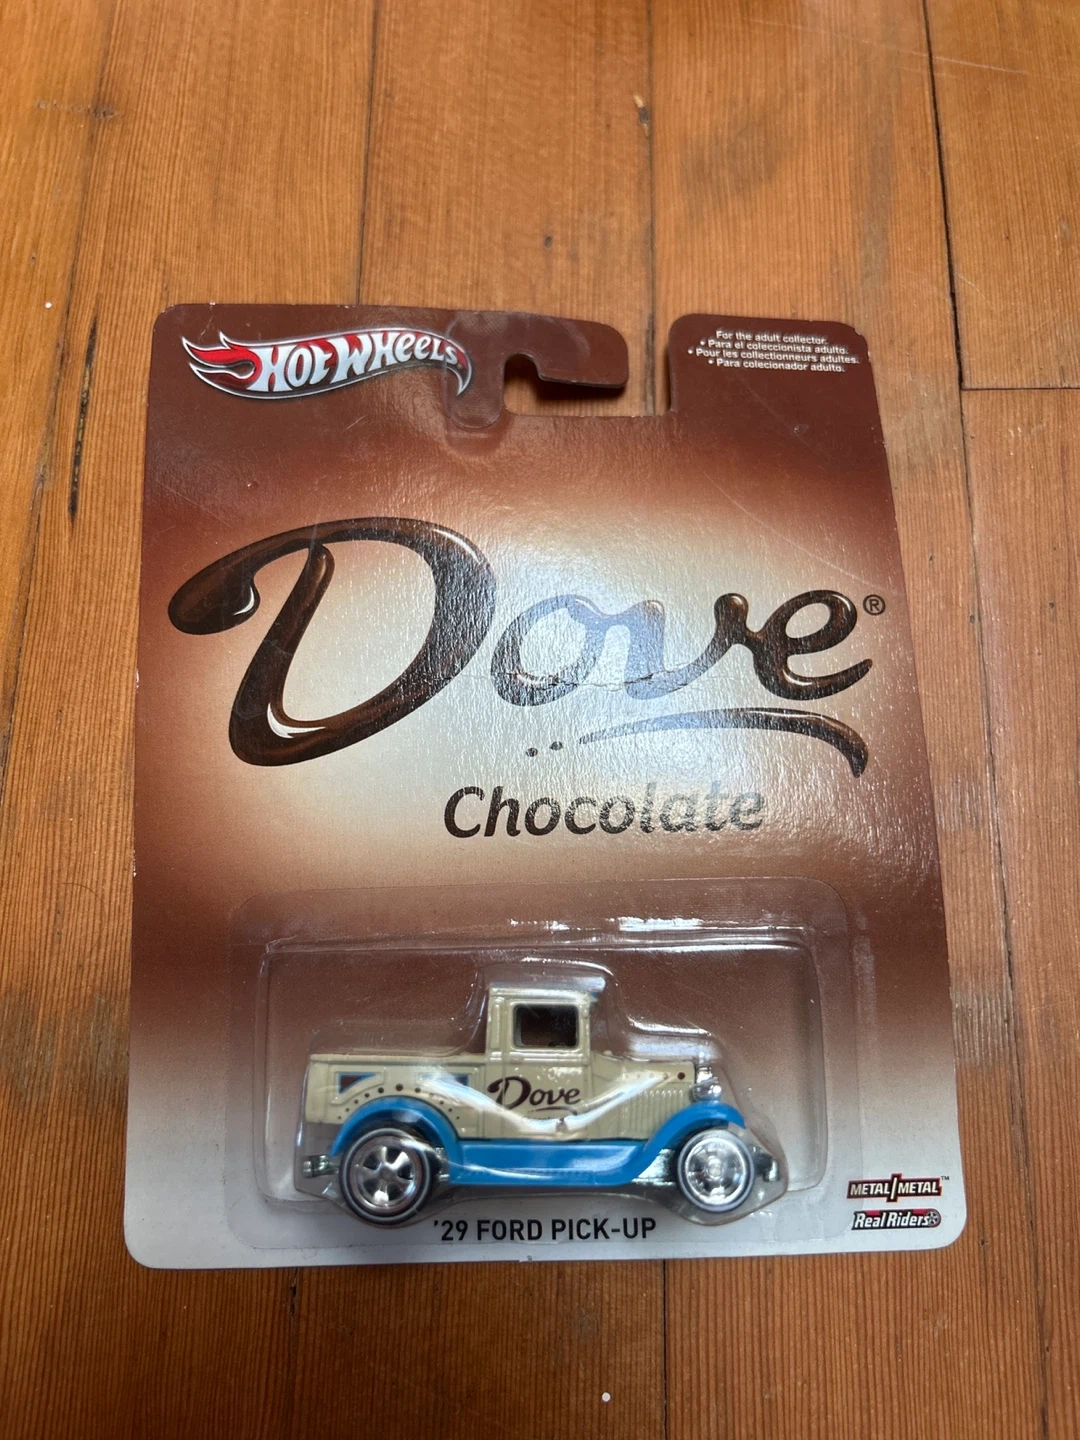 HOT WHEELS
For the adult collector.
• Para el coleccionista adulto.
• Pour les collectionneurs adultes.
• Para colecionador adulto.
Dove®
Chocolate
Dove
'29 FORD PICK-UP
METAL/METAL™
Real Riders